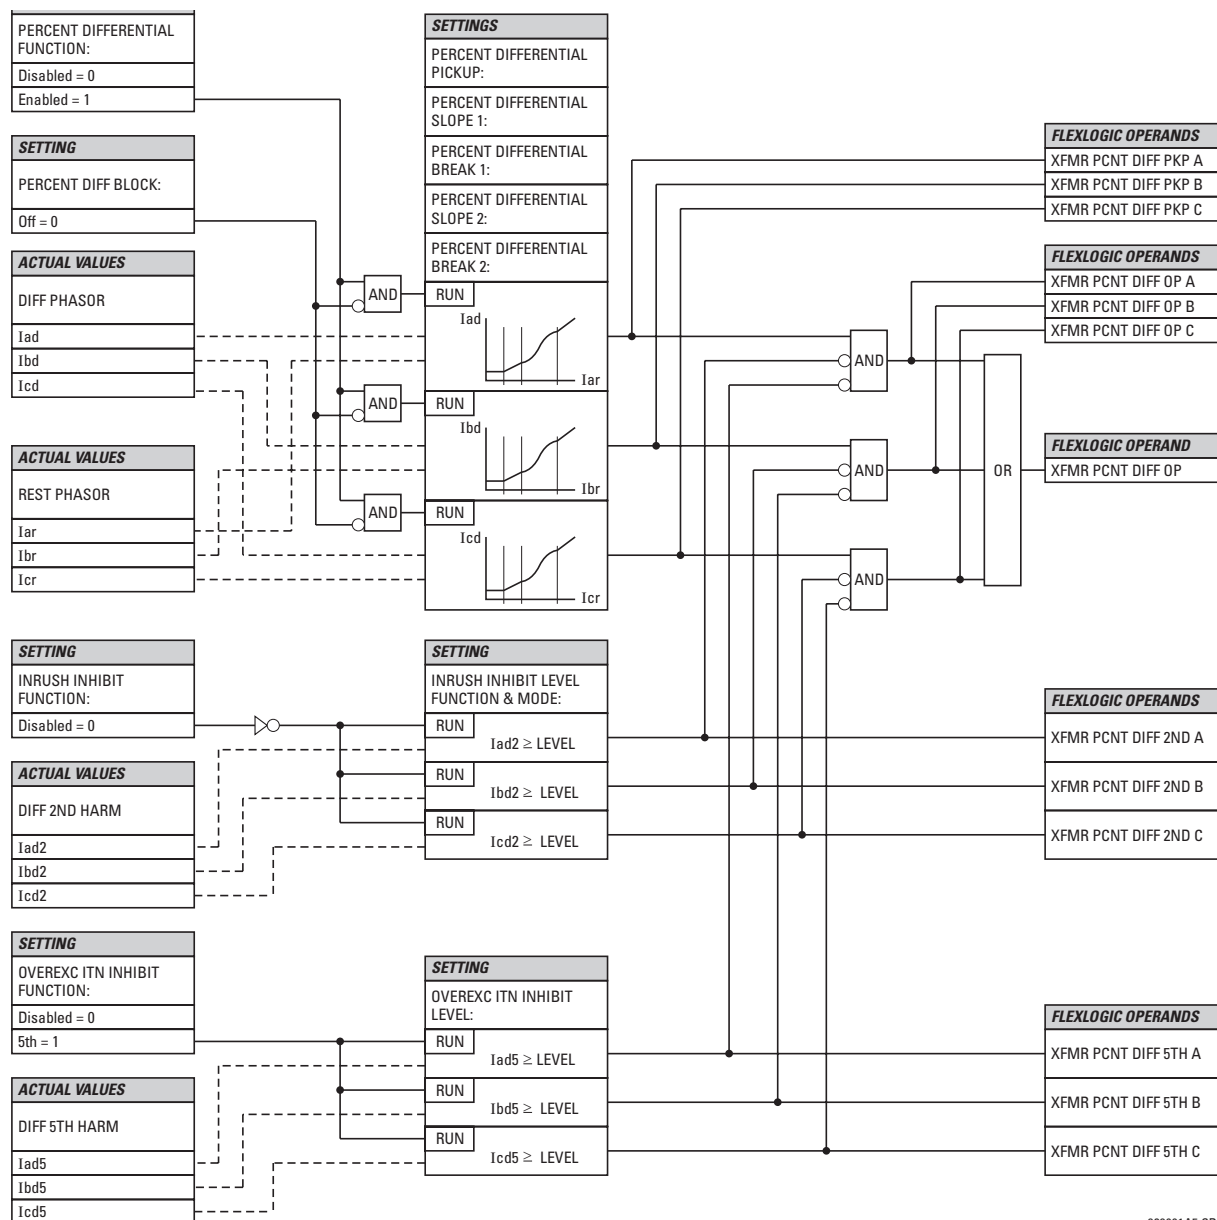 PERCENT DIFFERENTIAL
FUNCTION:
Disabled = 0
Enabled = 1
SETTING
PERCENT DIFF BLOCK:
Off = 0
ACTUAL VALUES
DIFF PHASOR
Iad
Ibd
Icd
ACTUAL VALUES
REST PHASOR
Iar
Ibr
Icr
SETTING
INRUSH INHIBIT
FUNCTION:
Disabled = 0
ACTUAL VALUES
DIFF 2ND HARM
Iad2
Ibd2
Icd2
SETTING
OVEREXC ITN INHIBIT
FUNCTION:
Disabled = 0
5th = 1
ACTUAL VALUES
DIFF 5TH HARM
Iad5
Ibd5
Icd5
AND
AND
AND
SETTINGS
PERCENT DIFFERENTIAL
PICKUP:
PERCENT DIFFERENTIAL
SLOPE 1:
PERCENT DIFFERENTIAL
BREAK 1:
PERCENT DIFFERENTIAL
SLOPE 2:
PERCENT DIFFERENTIAL
BREAK 2:
RUN
Iad
Iar
RUN
Ibd
Ibr
RUN
Icd
Icr
SETTING
INRUSH INHIBIT LEVEL
FUNCTION & MODE:
RUN
Iad2 ≥ LEVEL
RUN
Ibd2 ≥ LEVEL
RUN
Icd2 ≥ LEVEL
SETTING
OVEREXC ITN INHIBIT
LEVEL:
RUN
Iad5 ≥ LEVEL
RUN
Ibd5 ≥ LEVEL
RUN
Icd5 ≥ LEVEL
AND
AND
AND
OR
FLEXLOGIC OPERANDS
XFMR PCNT DIFF PKP A
XFMR PCNT DIFF PKP B
XFMR PCNT DIFF PKP C
FLEXLOGIC OPERANDS
XFMR PCNT DIFF OP A
XFMR PCNT DIFF OP B
XFMR PCNT DIFF OP C
FLEXLOGIC OPERAND
XFMR PCNT DIFF OP
FLEXLOGIC OPERANDS
XFMR PCNT DIFF 2ND A
XFMR PCNT DIFF 2ND B
XFMR PCNT DIFF 2ND C
FLEXLOGIC OPERANDS
XFMR PCNT DIFF 5TH A
XFMR PCNT DIFF 5TH B
XFMR PCNT DIFF 5TH C